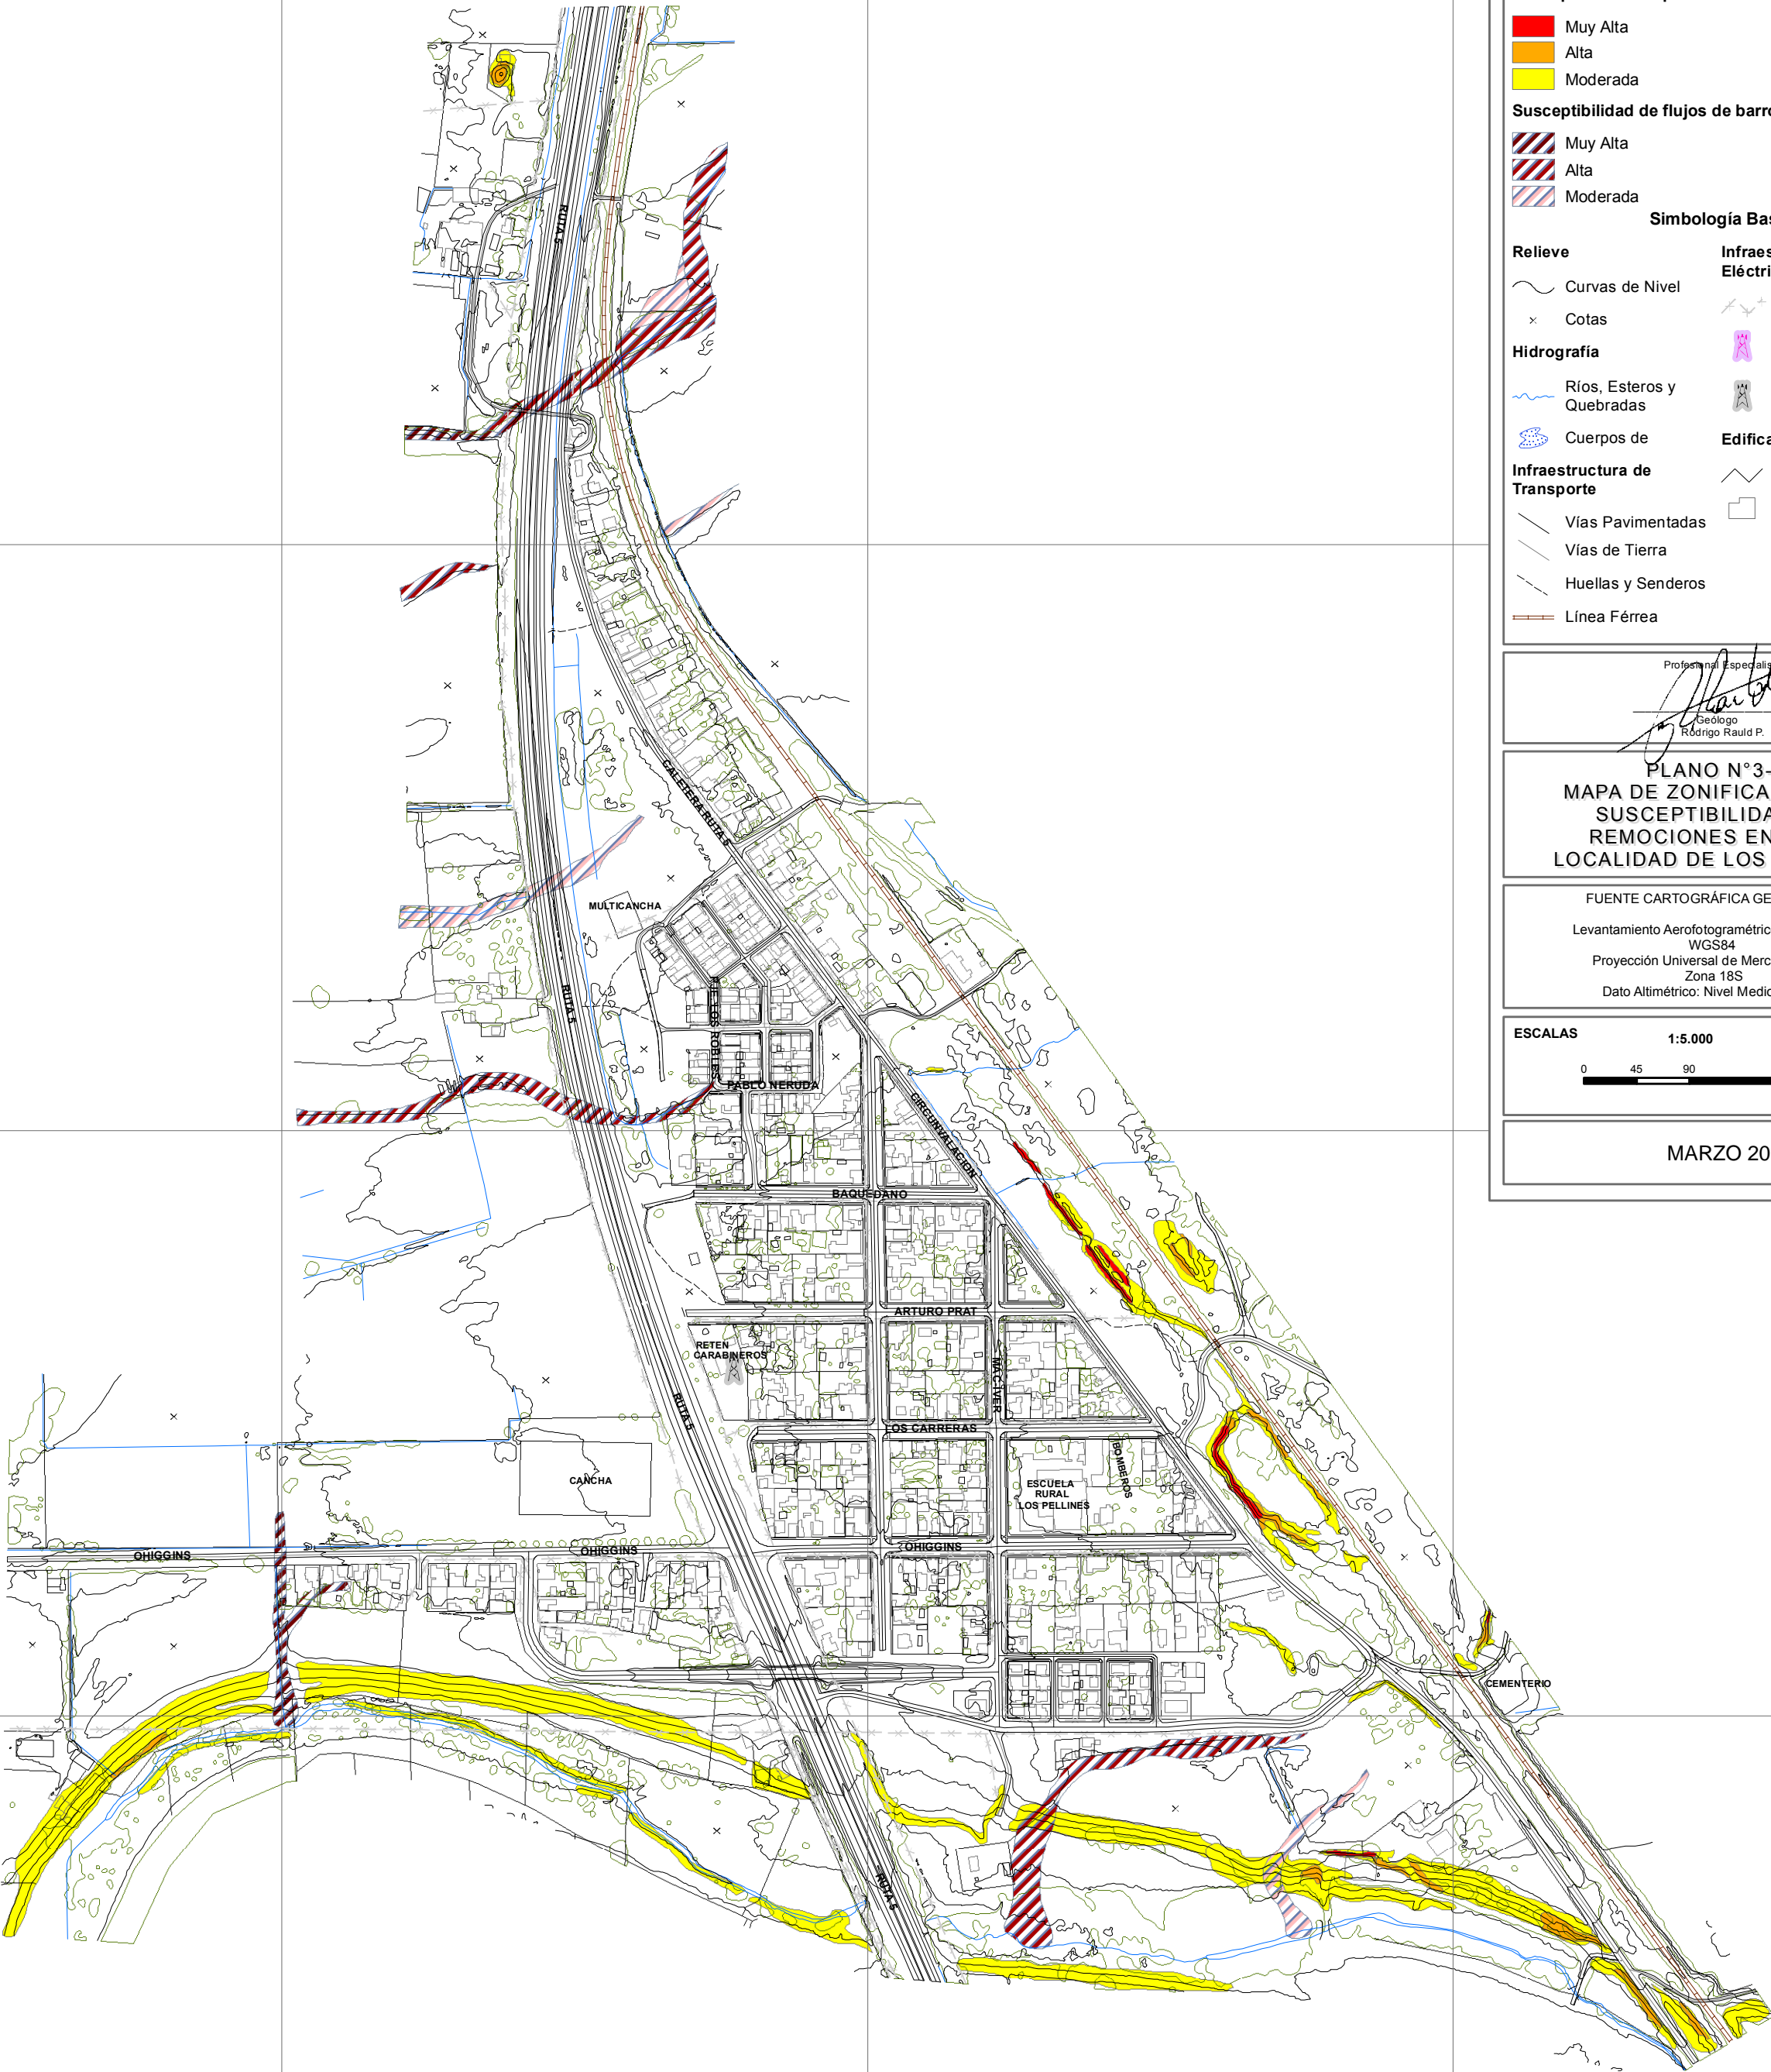 Muy Alta
Alta
Moderada
Susceptibilidad de flujos de barro
Muy Alta
Alta
Moderada
Simbología Bas
Relieve
Infraes
Eléctri
Curvas de Nivel
Cotas
Hidrografía
Ríos, Esteros y
Quebradas
Cuerpos de
Edifica
Infraestructura de
Transporte
Vías Pavimentadas
Vías de Tierra
Huellas y Senderos
Línea Férrea
Profesional Especialis
Geólogo
Rodrigo Rauld P.
PLANO N°3-
MAPA DE ZONIFICA
SUSCEPTIBILIDA
REMOCIONES EN
LOCALIDAD DE LOS
FUENTE CARTOGRÁFICA GE
Levantamiento Aerofotogramétric
WGS84
Proyección Universal de Merc
Zona 18S
Dato Altimétrico: Nivel Medic
ESCALAS
1:5.000
0 45 90
MARZO 20
RUTA 5
CALETERA RUTA 5
MULTICANCHA
RUTA 5
PJE LOS ROBLES
PABLO NERUDA
CIRCUNVALACION
BAQUEDANO
ARTURO PRAT
RETEN
CARABINEROS
MAC IVER
RUTA 5
LOS CARRERAS
CANCHA
ESCUELA
RURAL
LOS PELLINES
BOMBEROS
OHIGGINS
OHIGGINS
OHIGGINS
CEMENTERIO
RUTA 5